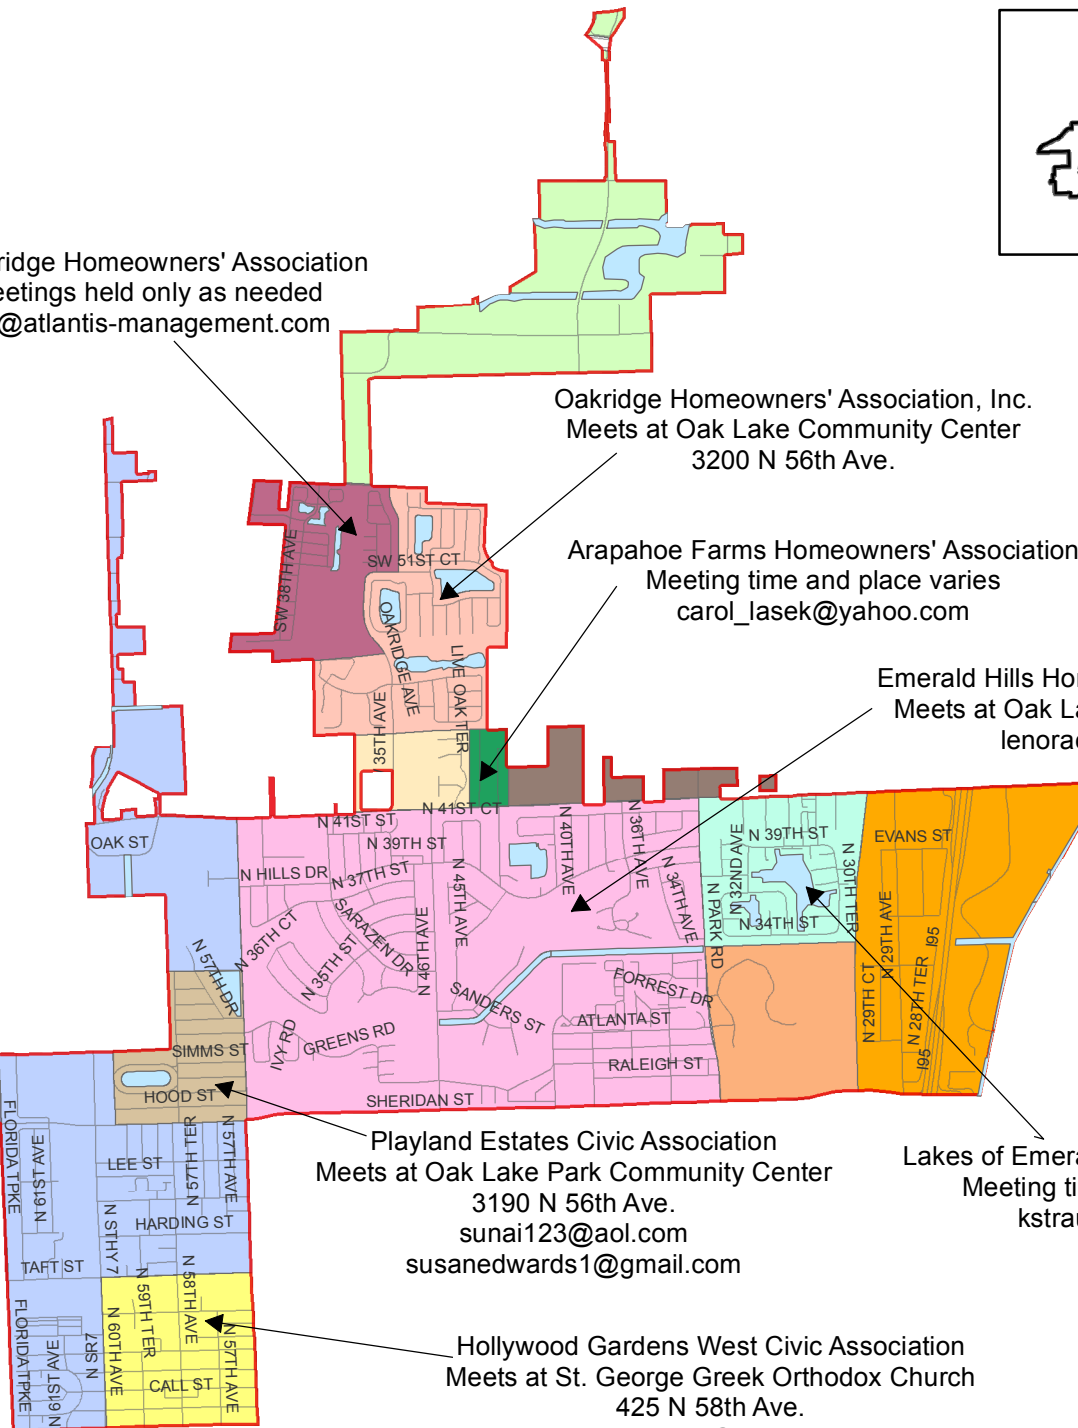 ridge Homeowners' Association
eetings held only as needed
@atlantis-management.com
Oakridge Homeowners' Association, Inc.
Meets at Oak Lake Community Center
3200 N 56th Ave.
SW 51ST CT
SW 38TH AVE
Arapahoe Farms Homeowners' Association
Meeting time and place varies
carol_lasek@yahoo.com
OAKRIDGE AVE
LIVE OAK TER
35TH AVE
Emerald Hills Ho
Meets at Oak La
lenora
N 41ST CT
N 41ST ST
N 39TH ST
N HILLS DR
N 37TH ST
OAK ST
N 40TH AVE
N 36TH AVE
N 34TH AVE
N 45TH AVE
N 46TH AVE
SARAZEN DR
N 36TH CT
N 35TH ST
N 57TH DR
N 39TH ST
N 32ND AVE
N PARK RD
N 34TH ST
N 30TH TER
EVANS ST
N 29TH AVE
I95
N 29TH CT
N 28TH TER
I95
SANDERS ST
FORREST DR
ATLANTA ST
RALEIGH ST
IVY RD
GREENS RD
SIMMS ST
HOOD ST
SHERIDAN ST
Playland Estates Civic Association
Meets at Oak Lake Park Community Center
3190 N 56th Ave.
sunai123@aol.com
susanedwards1@gmail.com
Lakes of Emera
Meeting ti
kstrau
FLORIDA TPKE
N 61ST AVE
LEE ST
N 57TH TER
N 57TH AVE
HARDING ST
N STHY 7
TAFT ST
N 58TH AVE
N 59TH TER
N 60TH AVE
N 57TH AVE
CALL ST
N SR7
FLORIDA TPKE
N 61ST AVE
Hollywood Gardens West Civic Association
Meets at St. George Greek Orthodox Church
425 N 58th Ave.